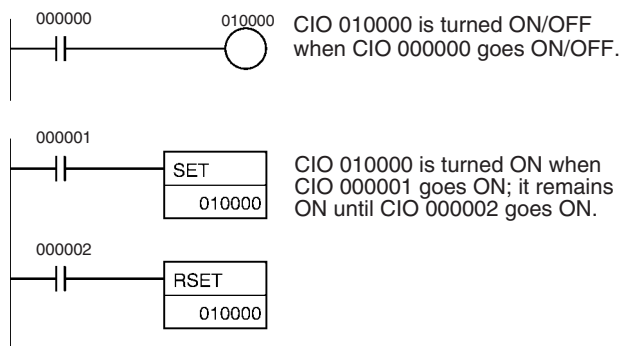 000000
010000
CIO 010000 is turned ON/OFF
when CIO 000000 goes ON/OFF.
000001
SET
010000
CIO 010000 is turned ON when
CIO 000001 goes ON; it remains
ON until CIO 000002 goes ON.
000002
RSET
010000